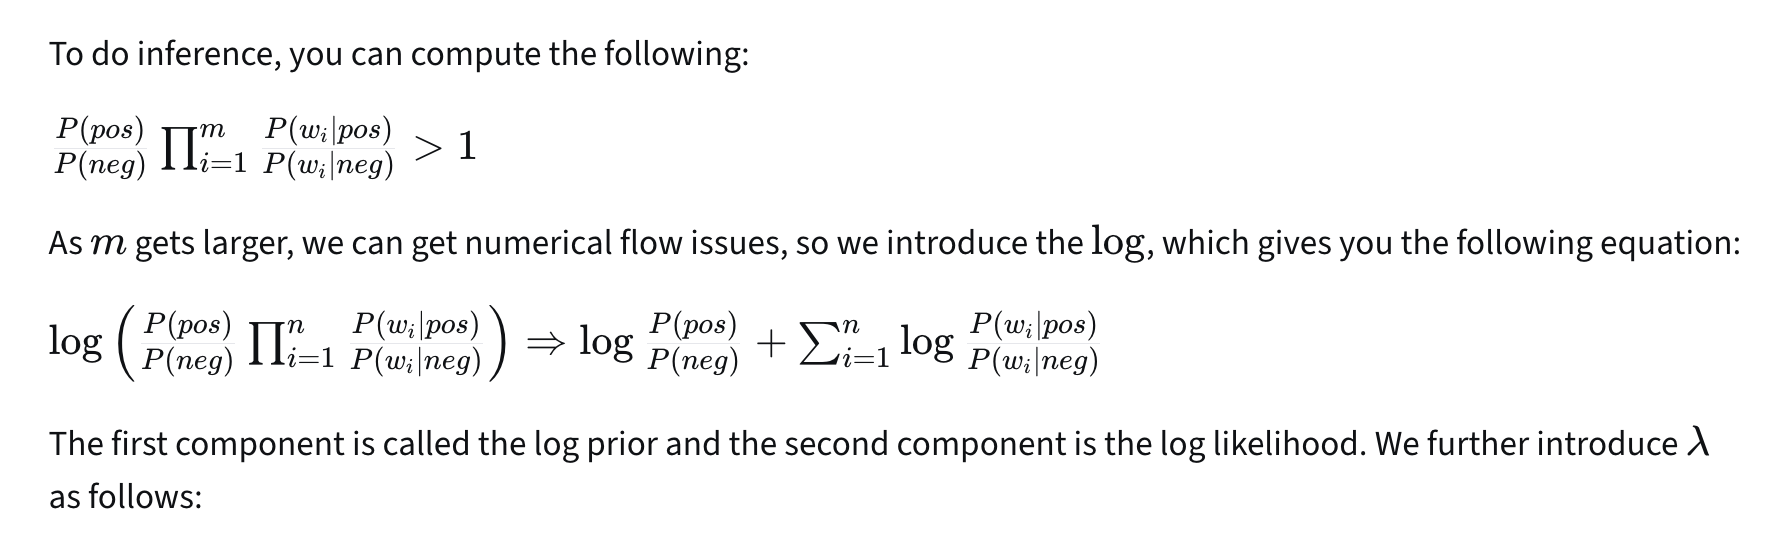 To do inference, you can compute the following:
\frac{P(pos)}{P(neg)} \prod_{i=1}^{m} \frac{P(w_i|pos)}{P(w_i|neg)} > 1
As m gets larger, we can get numerical flow issues, so we introduce the log, which gives you the following equation:
\log \left( \frac{P(pos)}{P(neg)} \prod_{i=1}^{n} \frac{P(w_i|pos)}{P(w_i|neg)} \right) \Rightarrow \log \frac{P(pos)}{P(neg)} + \sum_{i=1}^{n} \log \frac{P(w_i|pos)}{P(w_i|neg)}
The first component is called the log prior and the second component is the log likelihood. We further introduce λ
as follows: